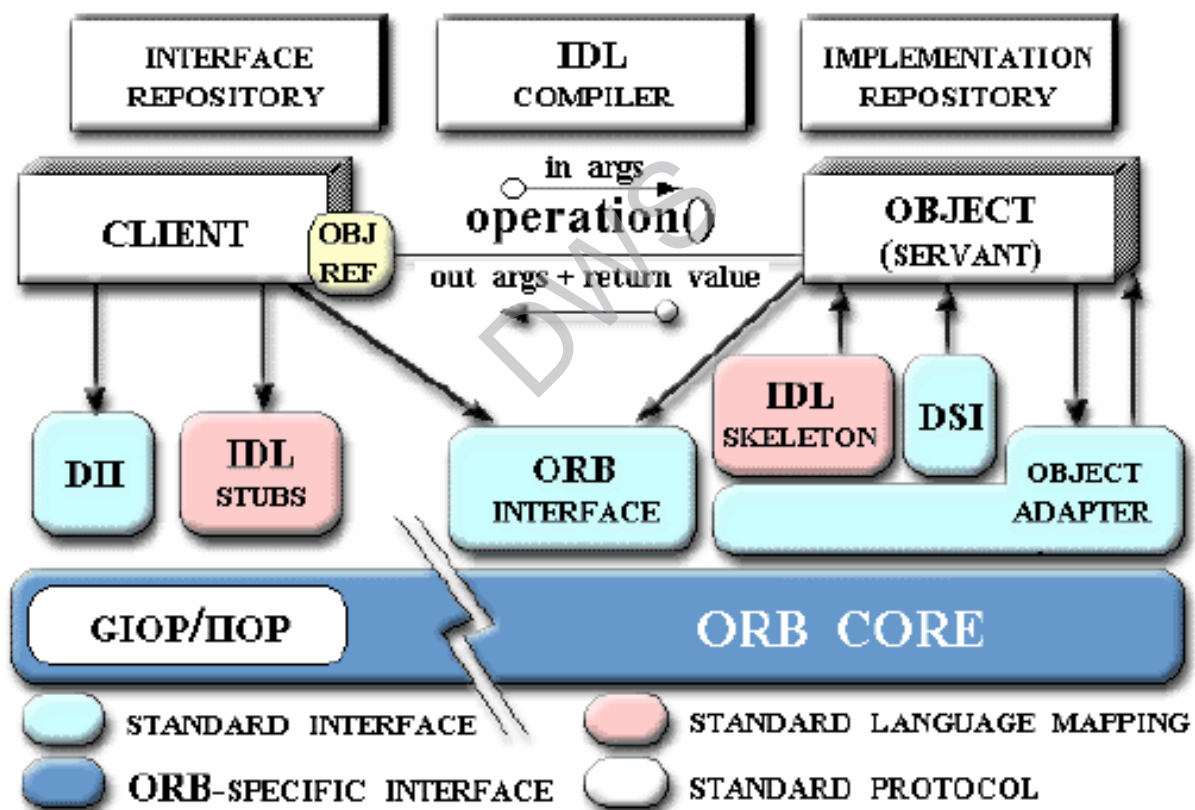 INTERFACE REPOSITORY
IDL COMPILER
IMPLEMENTATION REPOSITORY
in args
operation()
out args + return value
CLIENT
OBJ
REF
OBJECT
(SERVANT)
DII
IDL
STUBS
ORB
INTERFACE
IDL
SKELETON
DSI
OBJECT
ADAPTER
GIOP/IIOP
ORB CORE
STANDARD INTERFACE
STANDARD LANGUAGE MAPPING
ORB-SPECIFIC INTERFACE
STANDARD PROTOCOL
DWS